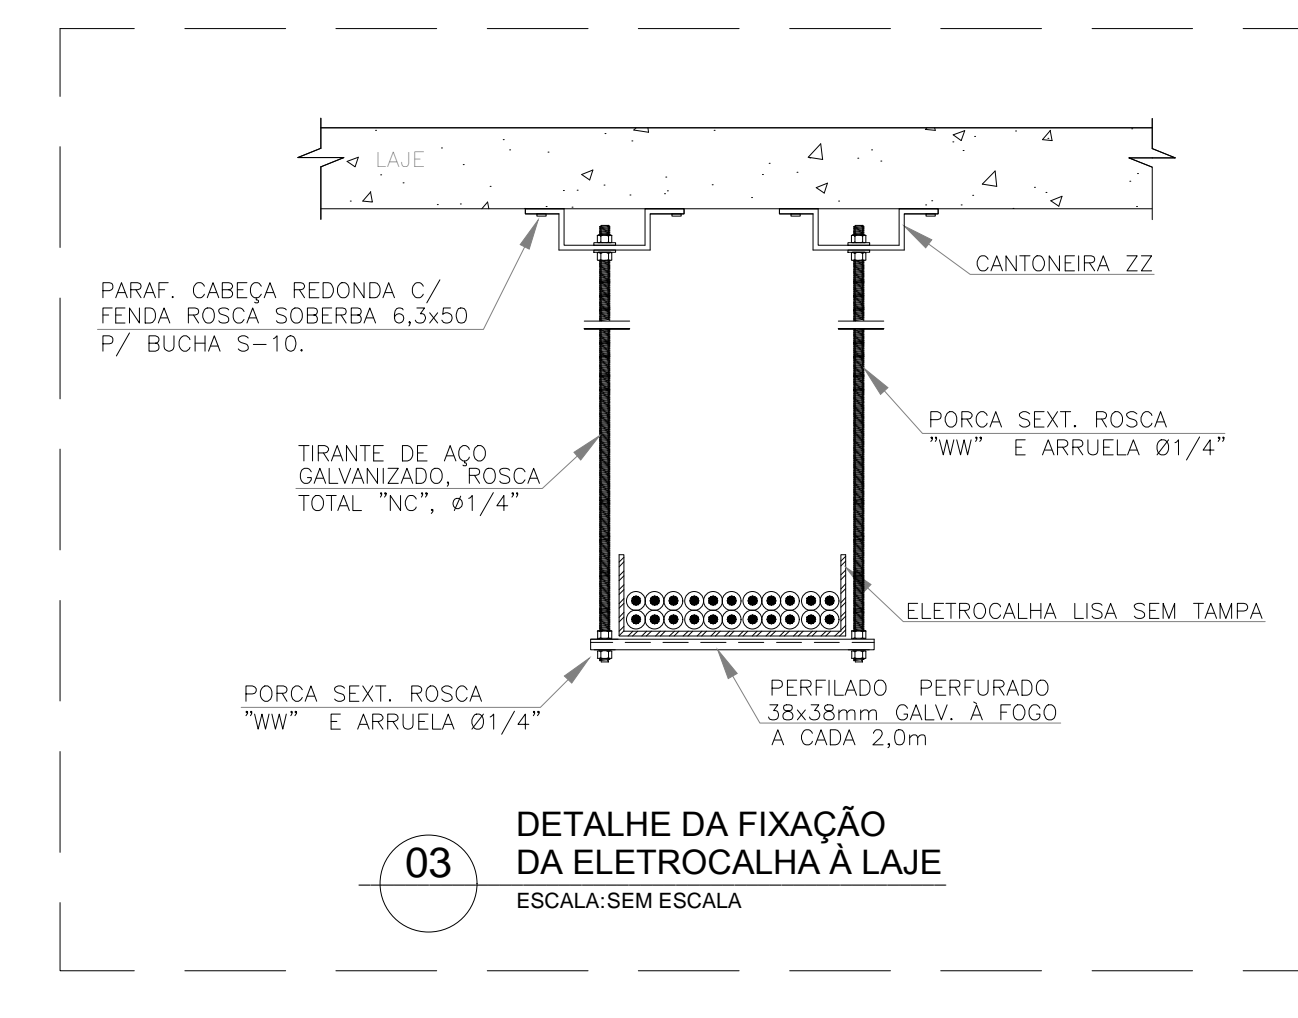 LAJE
CANTONEIRA ZZ
PARAF. CABEÇA REDONDA C/
FENDA ROSCA SOBERBA 6,3x50
P/ BUCHA S-10.
PORCA SEXT. ROSCA
"WW" E ARRUELA Ø1/4"
TIRANTE DE AÇO
GALVANIZADO, ROSCA
TOTAL "NC", ø1/4"
ELETROCALHA LISA SEM TAMPA
PORCA SEXT. ROSCA
"WW" E ARRUELA Ø1/4"
PERFILADO PERFURADO
38x38mm GALV. À FOGO
A CADA 2,0m
03
DETALHE DA FIXAÇÃO
DA ELETROCALHA À LAJE
ESCALA:SEM ESCALA